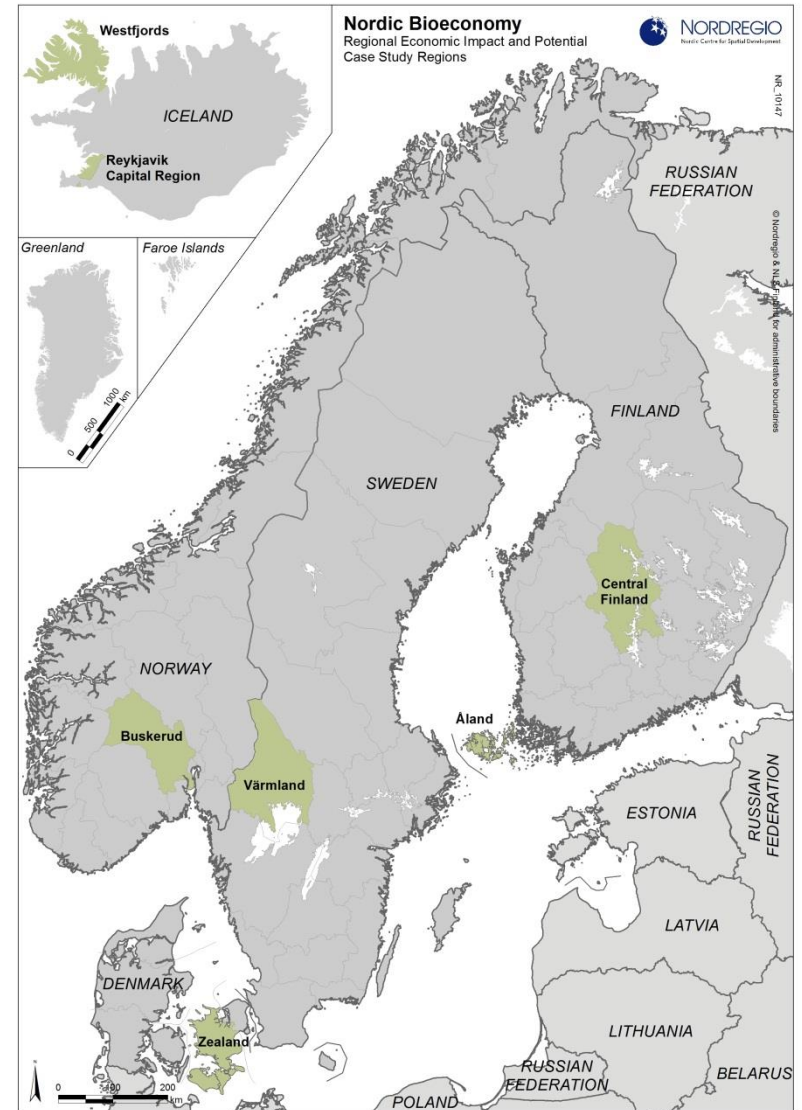 Nordic Bioeconomy
Regional Economic Impact and Potential
Case Study Regions
NORDREGIO
Nordic Centre for Spatial Development
NR_10147
© Nordregio & NLS Finland for administrative boundaries
Westfjords
ICELAND
Reykjavik
Capital Region
Greenland
Faroe Islands
0 500 1000
km
RUSSIAN
FEDERATION
FINLAND
SWEDEN
Central
Finland
NORWAY
Buskerud
Värmland
Åland
ESTONIA
RUSSIAN
FEDERATION
LATVIA
DENMARK
Zealand
LITHUANIA
RUSSIAN
FEDERATION
BELARUS
POLAND
N
0 100 200
km